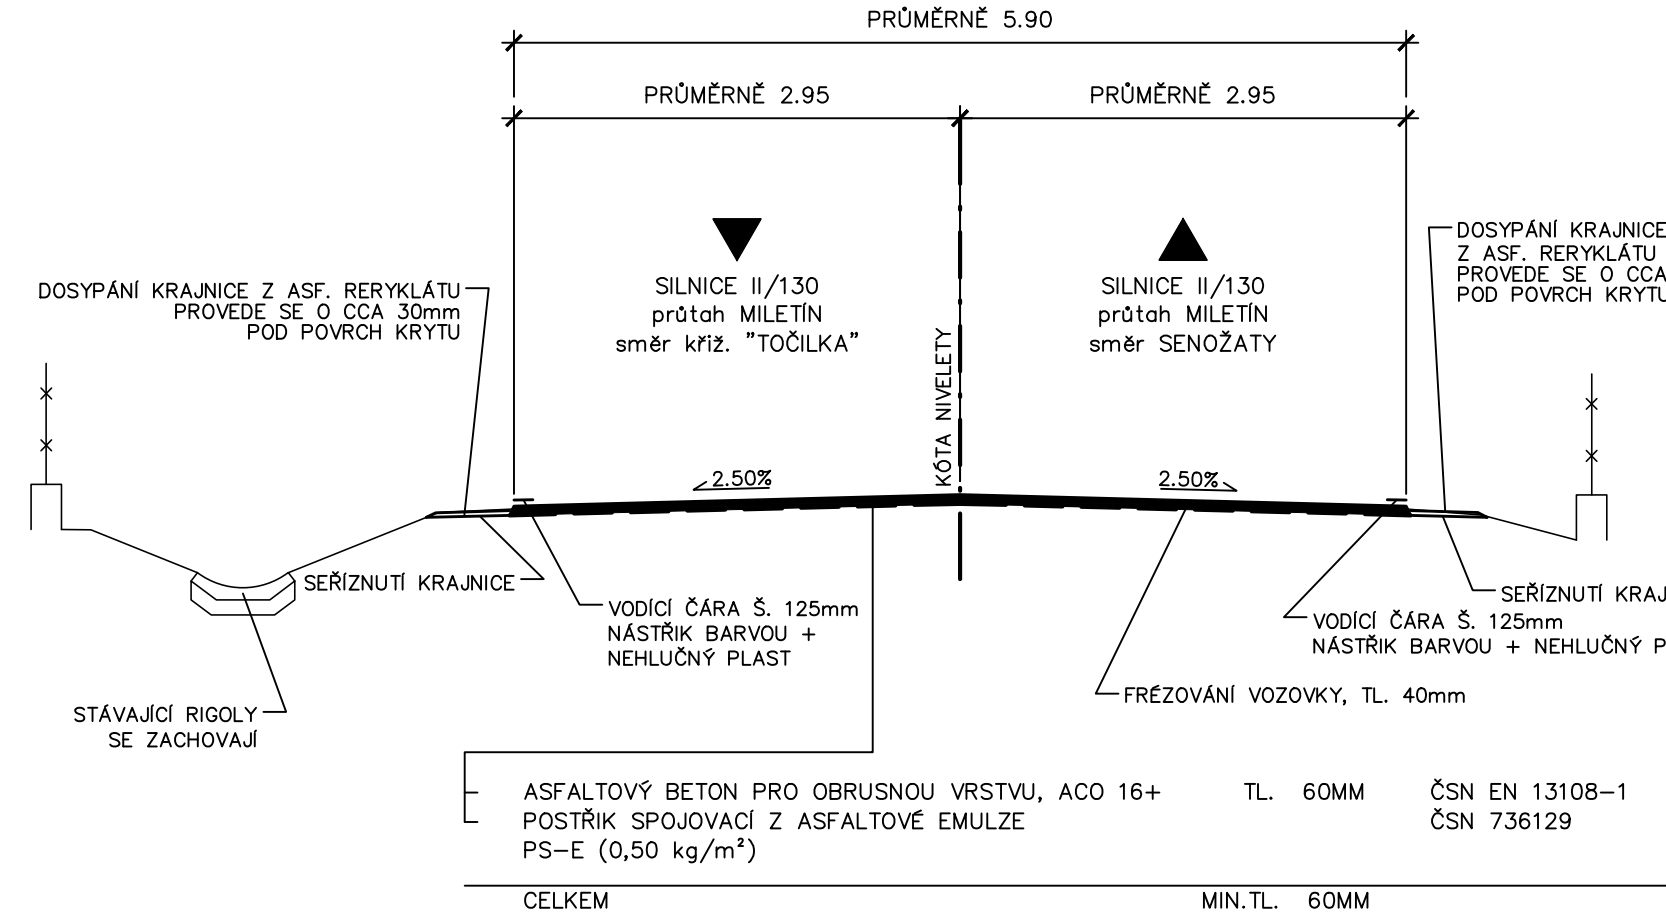 PRŮMĚRNĚ 5.90
PRŮMĚRNĚ 2.95
PRŮMĚRNĚ 2.95
DOSYPÁNÍ KRAJNICE Z ASF. RERYKLÁTU
PROVEDE SE O CCA 30mm
POD POVRCH KRYTU
SILNICE II/130
průtah MILETÍN
směr křiž. "TOČILKA"
KÓTA NIVELETY
SILNICE II/130
průtah MILETÍN
směr SENOŽATY
DOSYPÁNÍ KRAJNICE
Z ASF. RERYKLÁTU
PROVEDE SE O CCA
POD POVRCH KRYTU
2.50%
2.50%
SEŘÍZNUTÍ KRAJNICE
VODÍCÍ ČÁRA Š. 125mm
NÁSTŘIK BARVOU +
NEHLUČNÝ PLAST
SEŘÍZNUTÍ KRAJ
VODÍCÍ ČÁRA Š. 125mm
NÁSTŘIK BARVOU + NEHLUČNÝ P
FRÉZOVÁNÍ VOZOVKY, TL. 40mm
STÁVAJÍCÍ RIGOLY
SE ZACHOVAJÍ
ASFALTOVÝ BETON PRO OBRUSNOU VRSTVU, ACO 16+ TL. 60MM ČSN EN 13108-1
POSTŘIK SPOJOVACÍ Z ASFALTOVÉ EMULZE ČSN 736129
PS-E (0,50 kg/m²)
CELKEM MIN.TL. 60MM